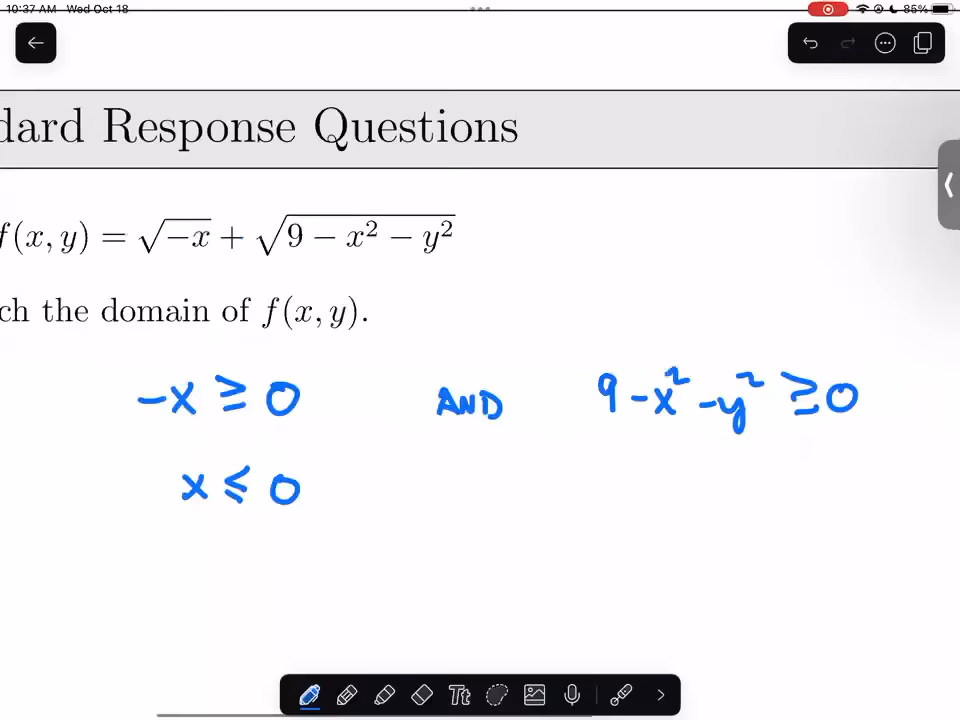 10:37 AM Wed Oct 18
85%
dard Response Questions
f(x, y) = √−x + √9 − x² − y²
ch the domain of f(x, y).
−x ≥ 0 AND 9 −x² −y² ≥0
x ≤ 0
Tt